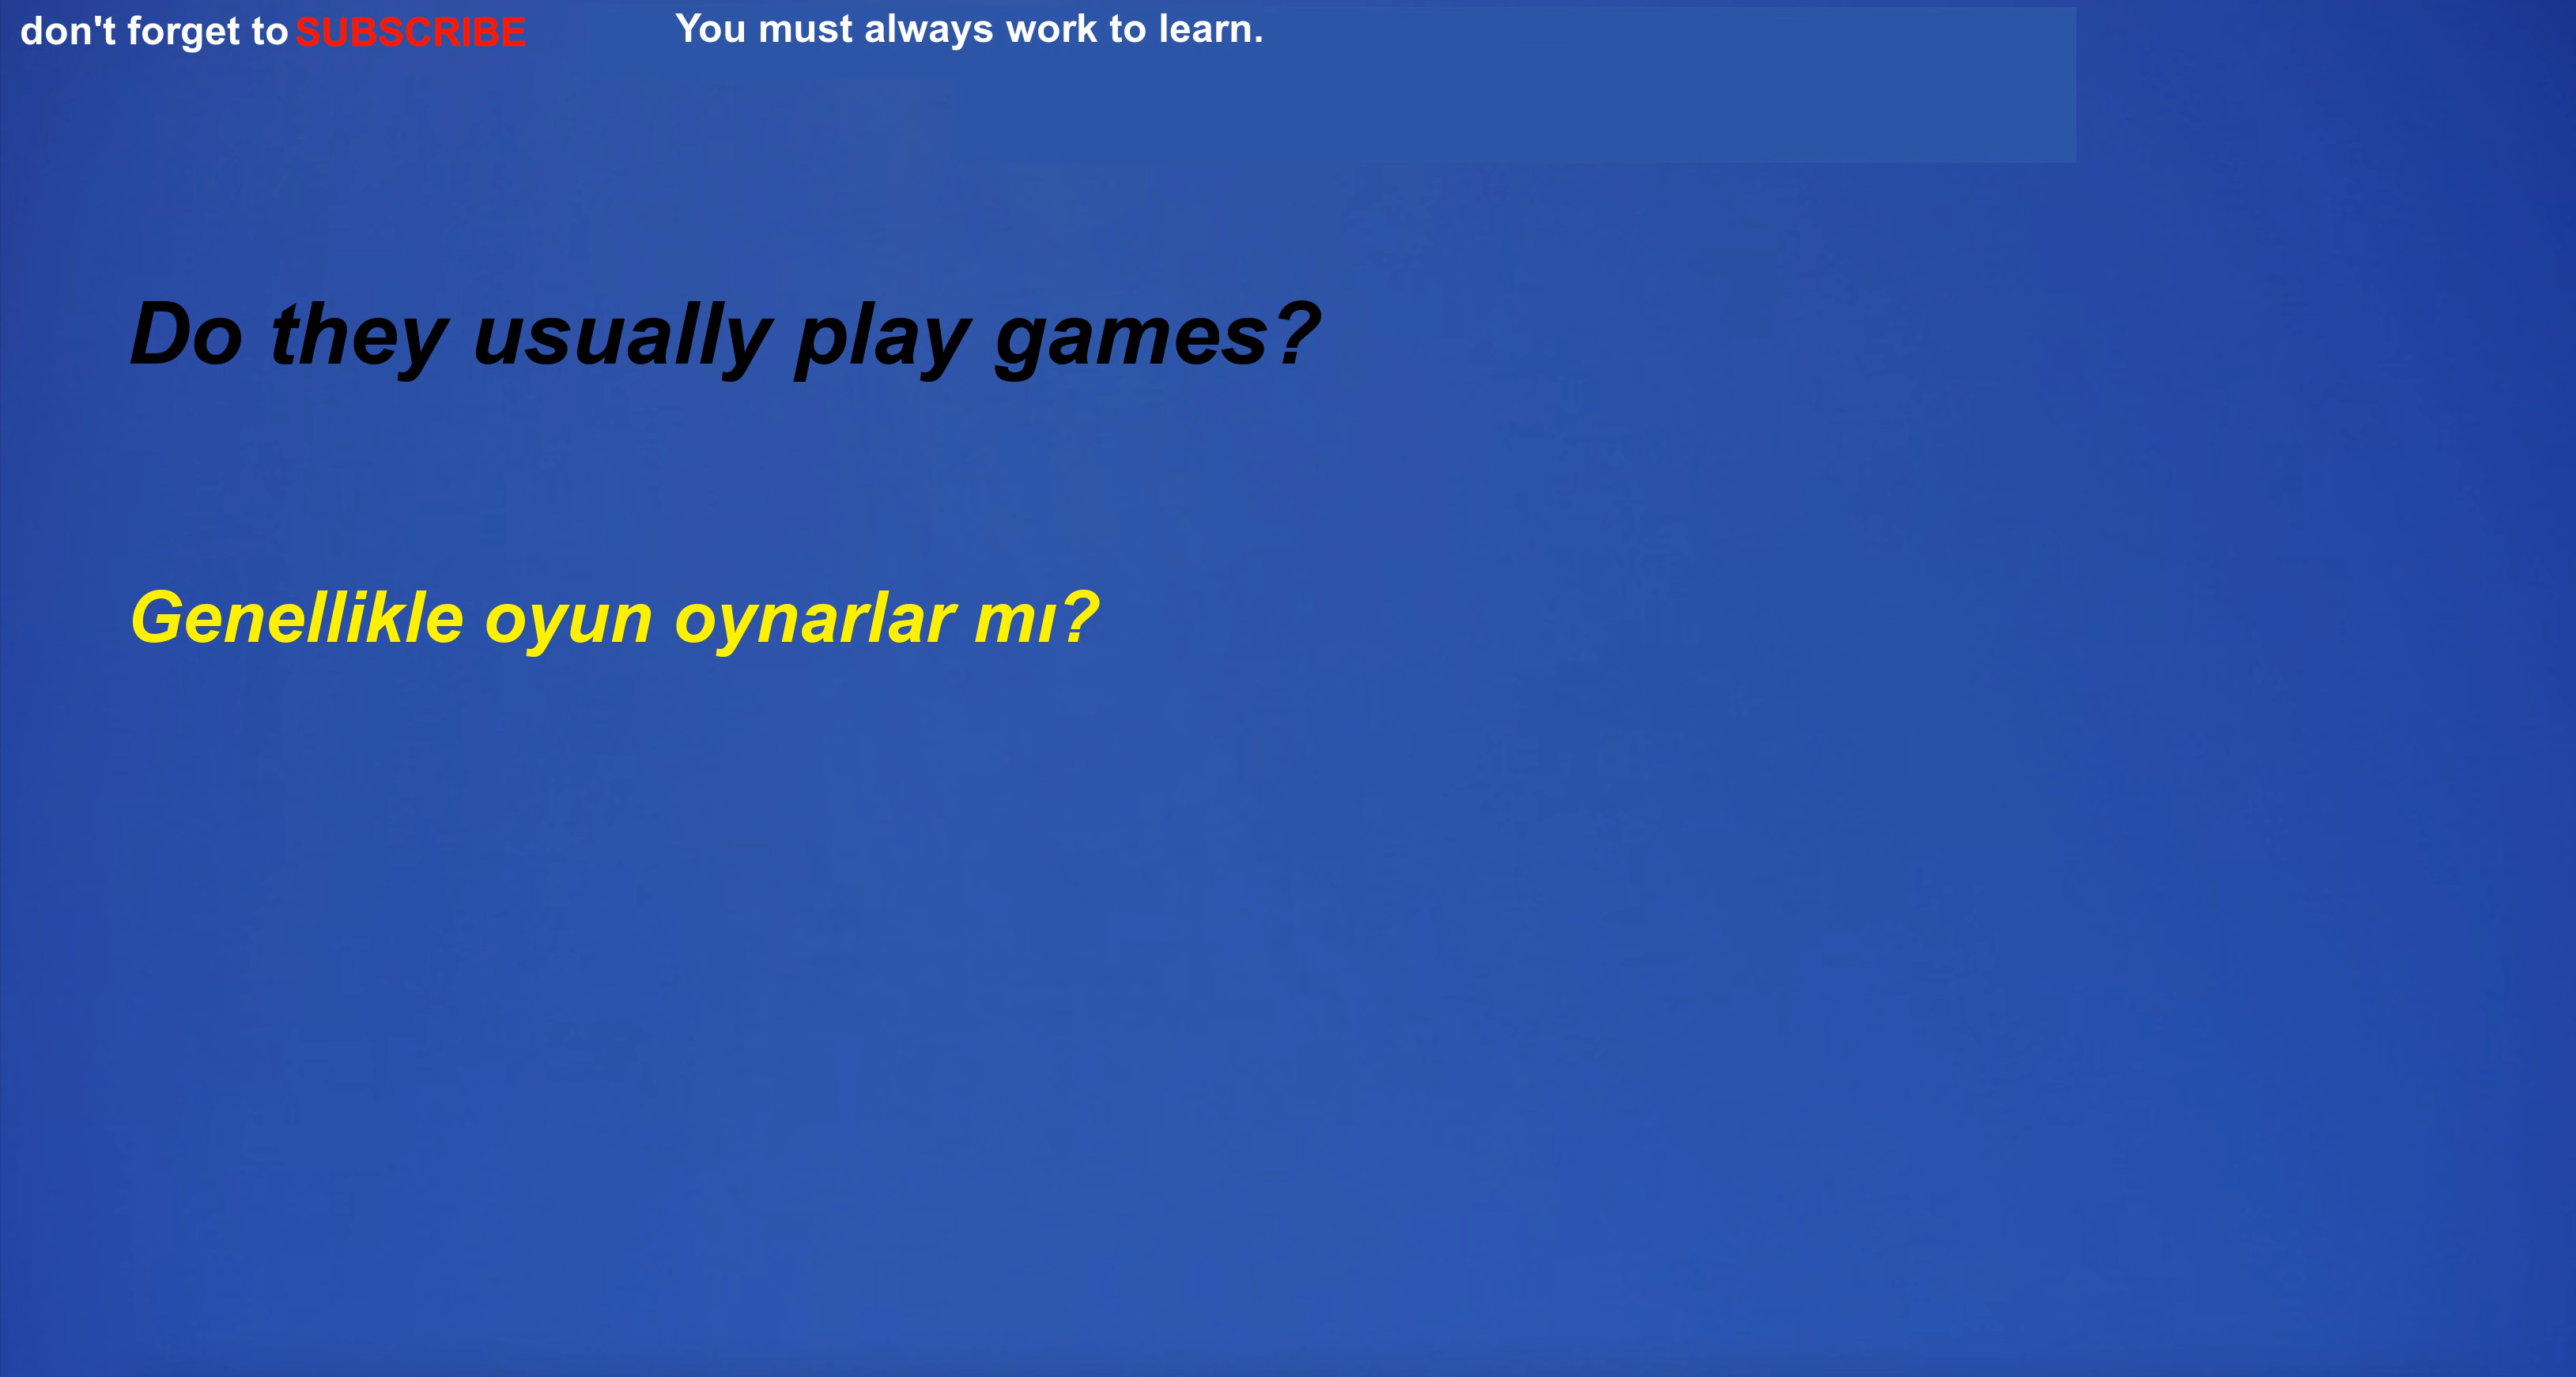 don't forget to SUBSCRIBE
You must always work to learn.
Do they usually play games?
Genellikle oyun oynarlar mı?